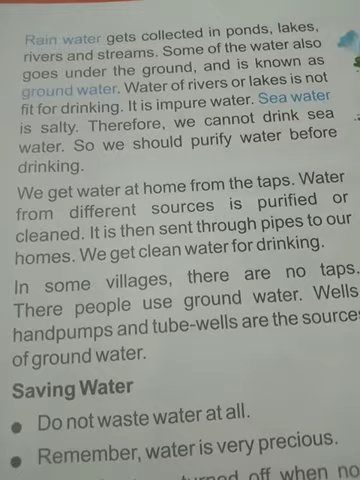 Rain water gets collected in ponds, lakes,
rivers and streams. Some of the water also
goes under the ground, and is known as
ground water. Water of rivers or lakes is not
fit for drinking. It is impure water. Sea water
is salty. Therefore, we cannot drink sea
water. So we should purify water before
drinking.
We get water at home from the taps. Water
from different sources is purified or
cleaned. It is then sent through pipes to our
homes. We get clean water for drinking.
In some villages, there are no taps.
There people use ground water. Wells
handpumps and tube-wells are the sources
of ground water.
Saving Water
● Do not waste water at all.
● Remember, water is very precious.
turned off when no